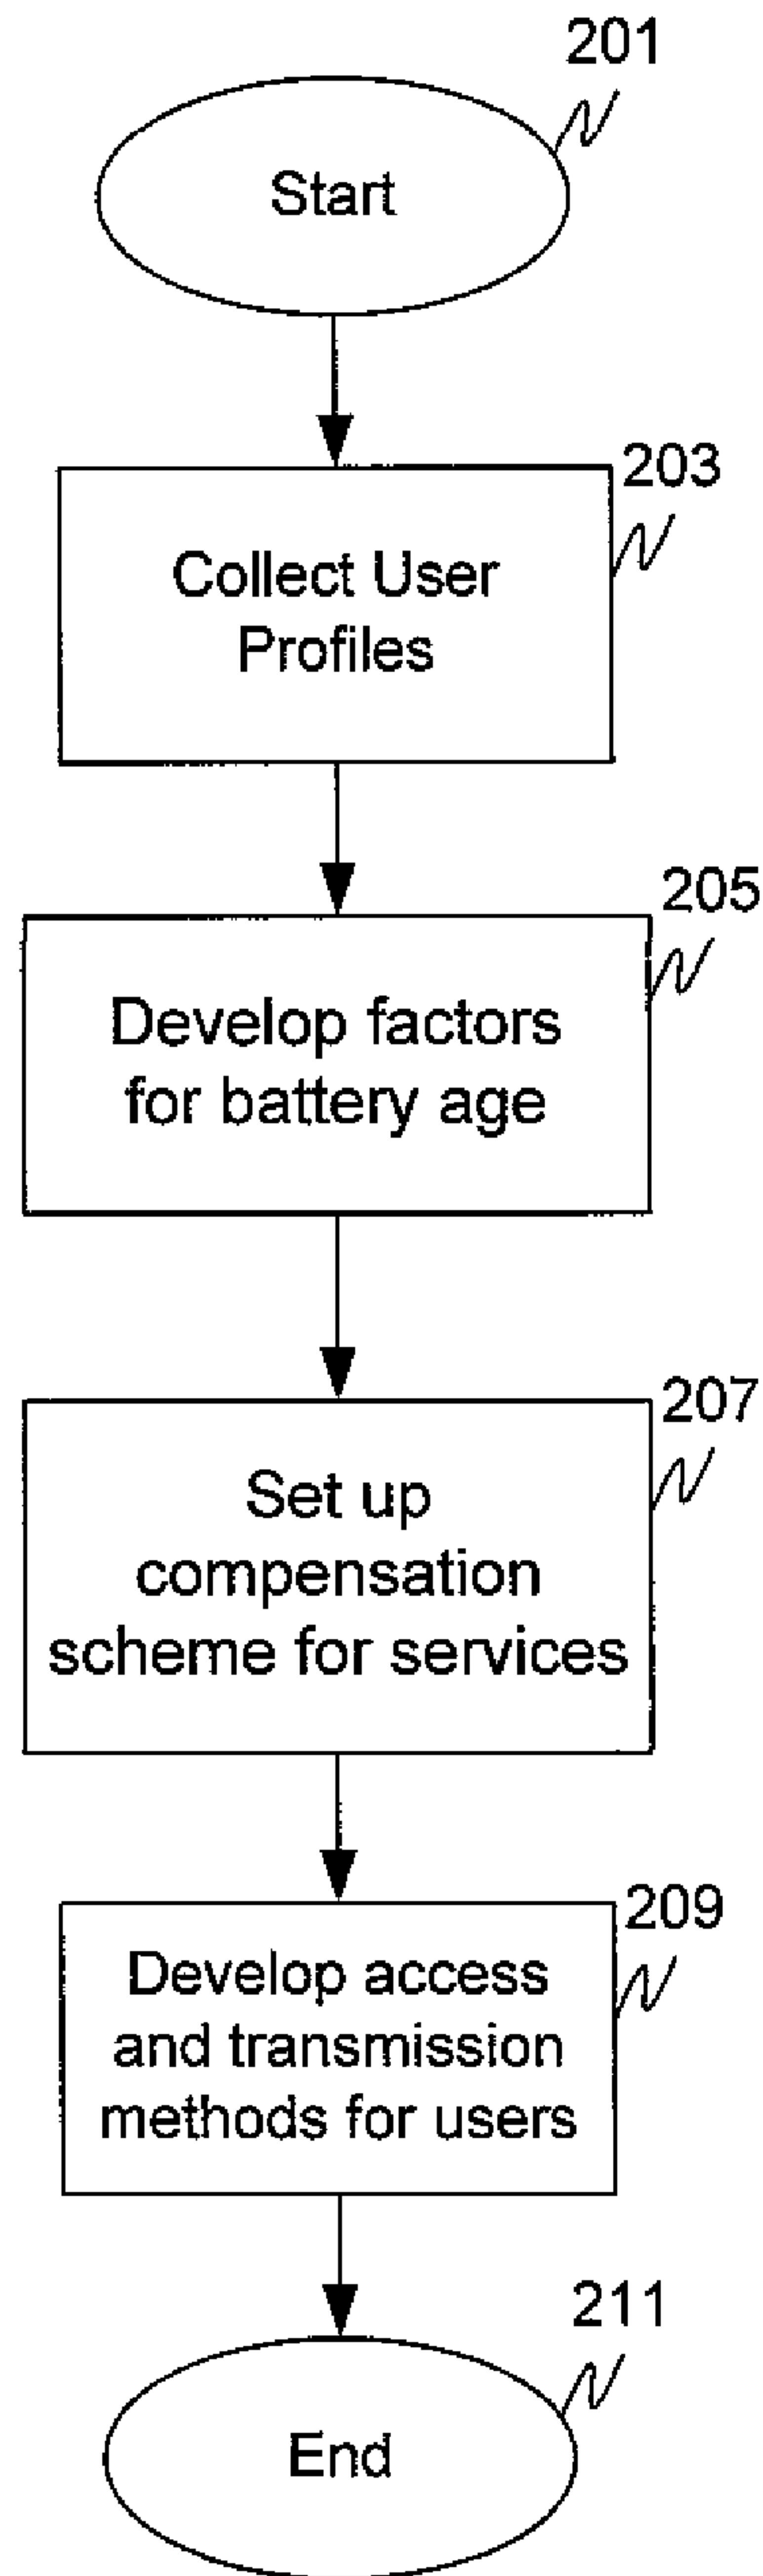 201
Start
203
Collect User
Profiles
205
Develop factors
for battery age
207
Set up
compensation
scheme for services
209
Develop access
and transmission
methods for users
211
End